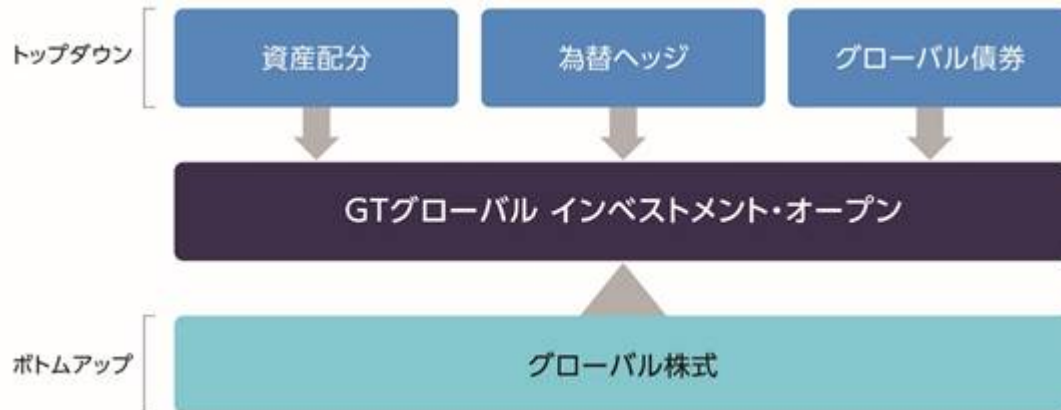 トップダウン
資産配分
為替ヘッジ
グローバル債券
GTグローバル インベストメント・オープン
ボトムアップ
グローバル株式